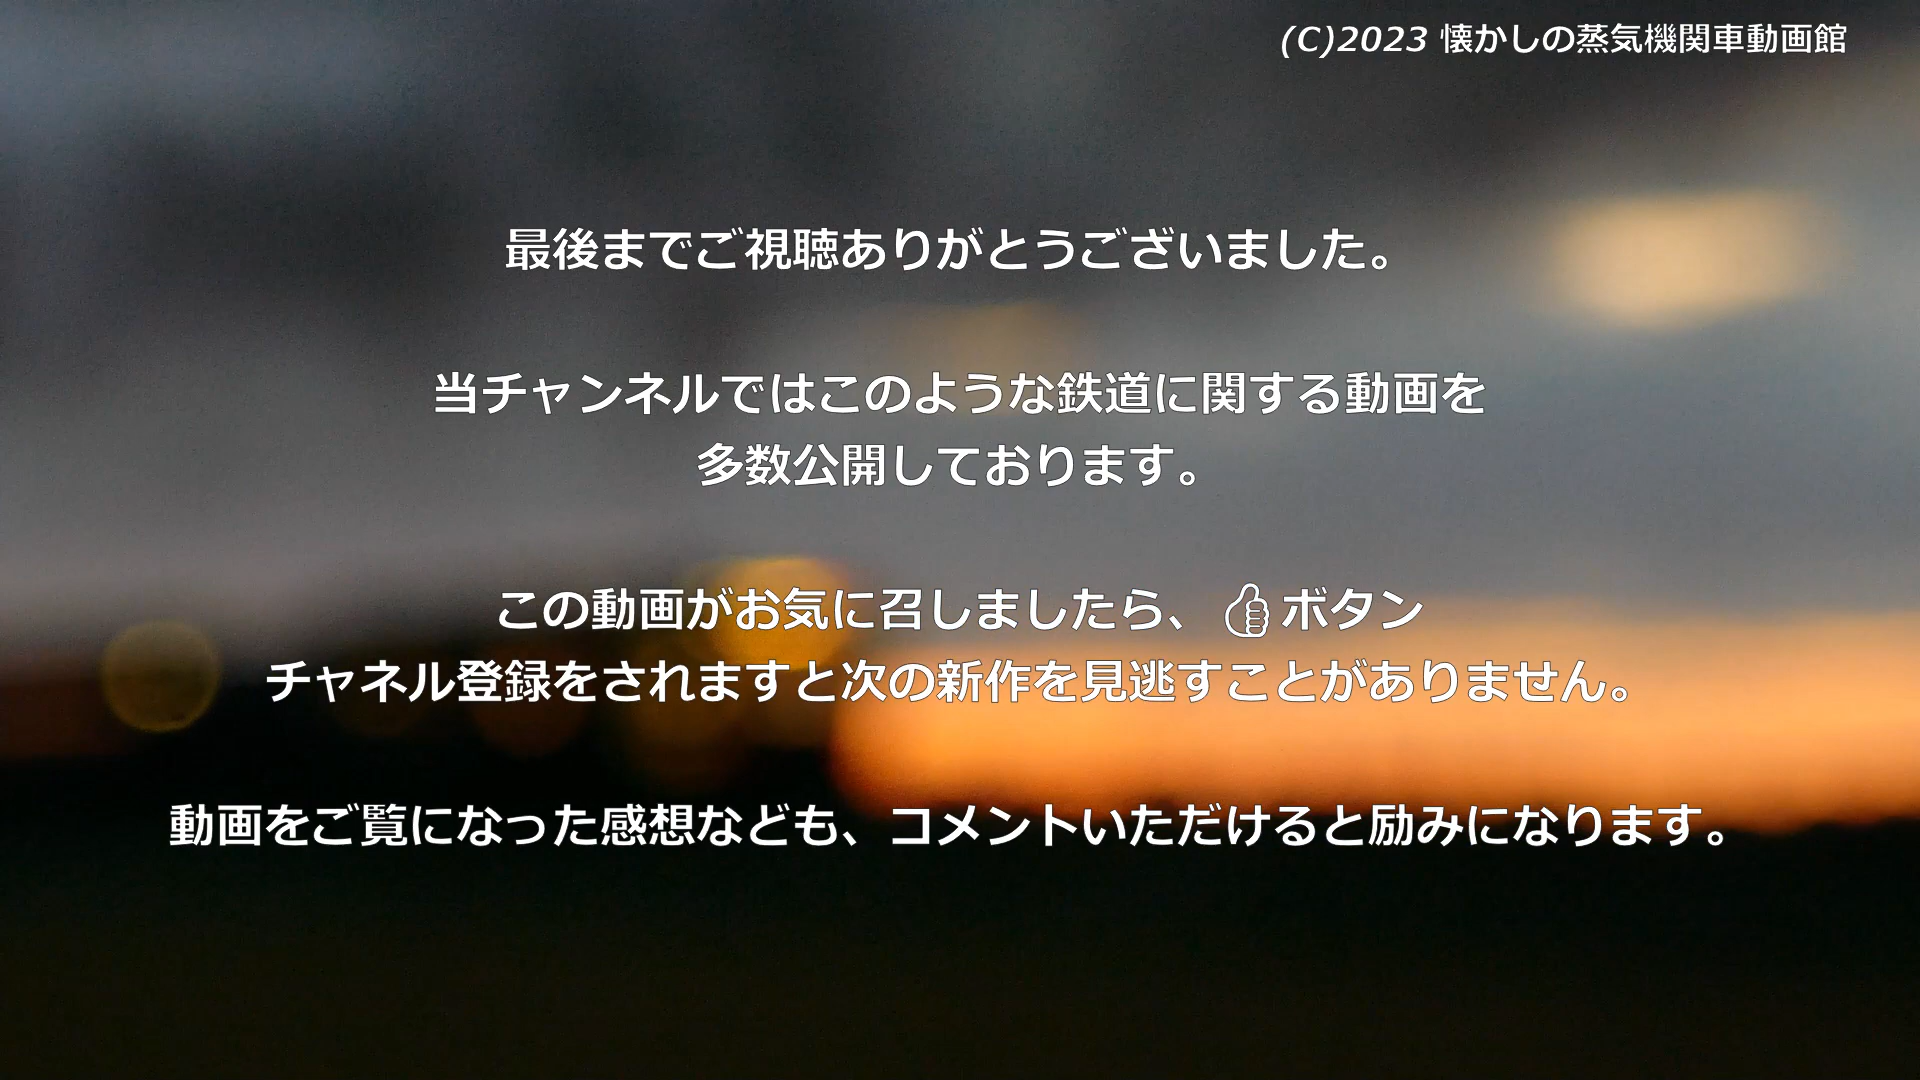 (C)2023 懐かしの蒸気機関車動画館
最後までご視聴ありがとうございました。
当チャンネルではこのような鉄道に関する動画を
多数公開しております。
この動画がお気に召しましたら、👍ボタン
チャネル登録をされますと次の新作を見逃すことがありません。
動画をご覧になった感想なども、コメントいただけると励みになります。